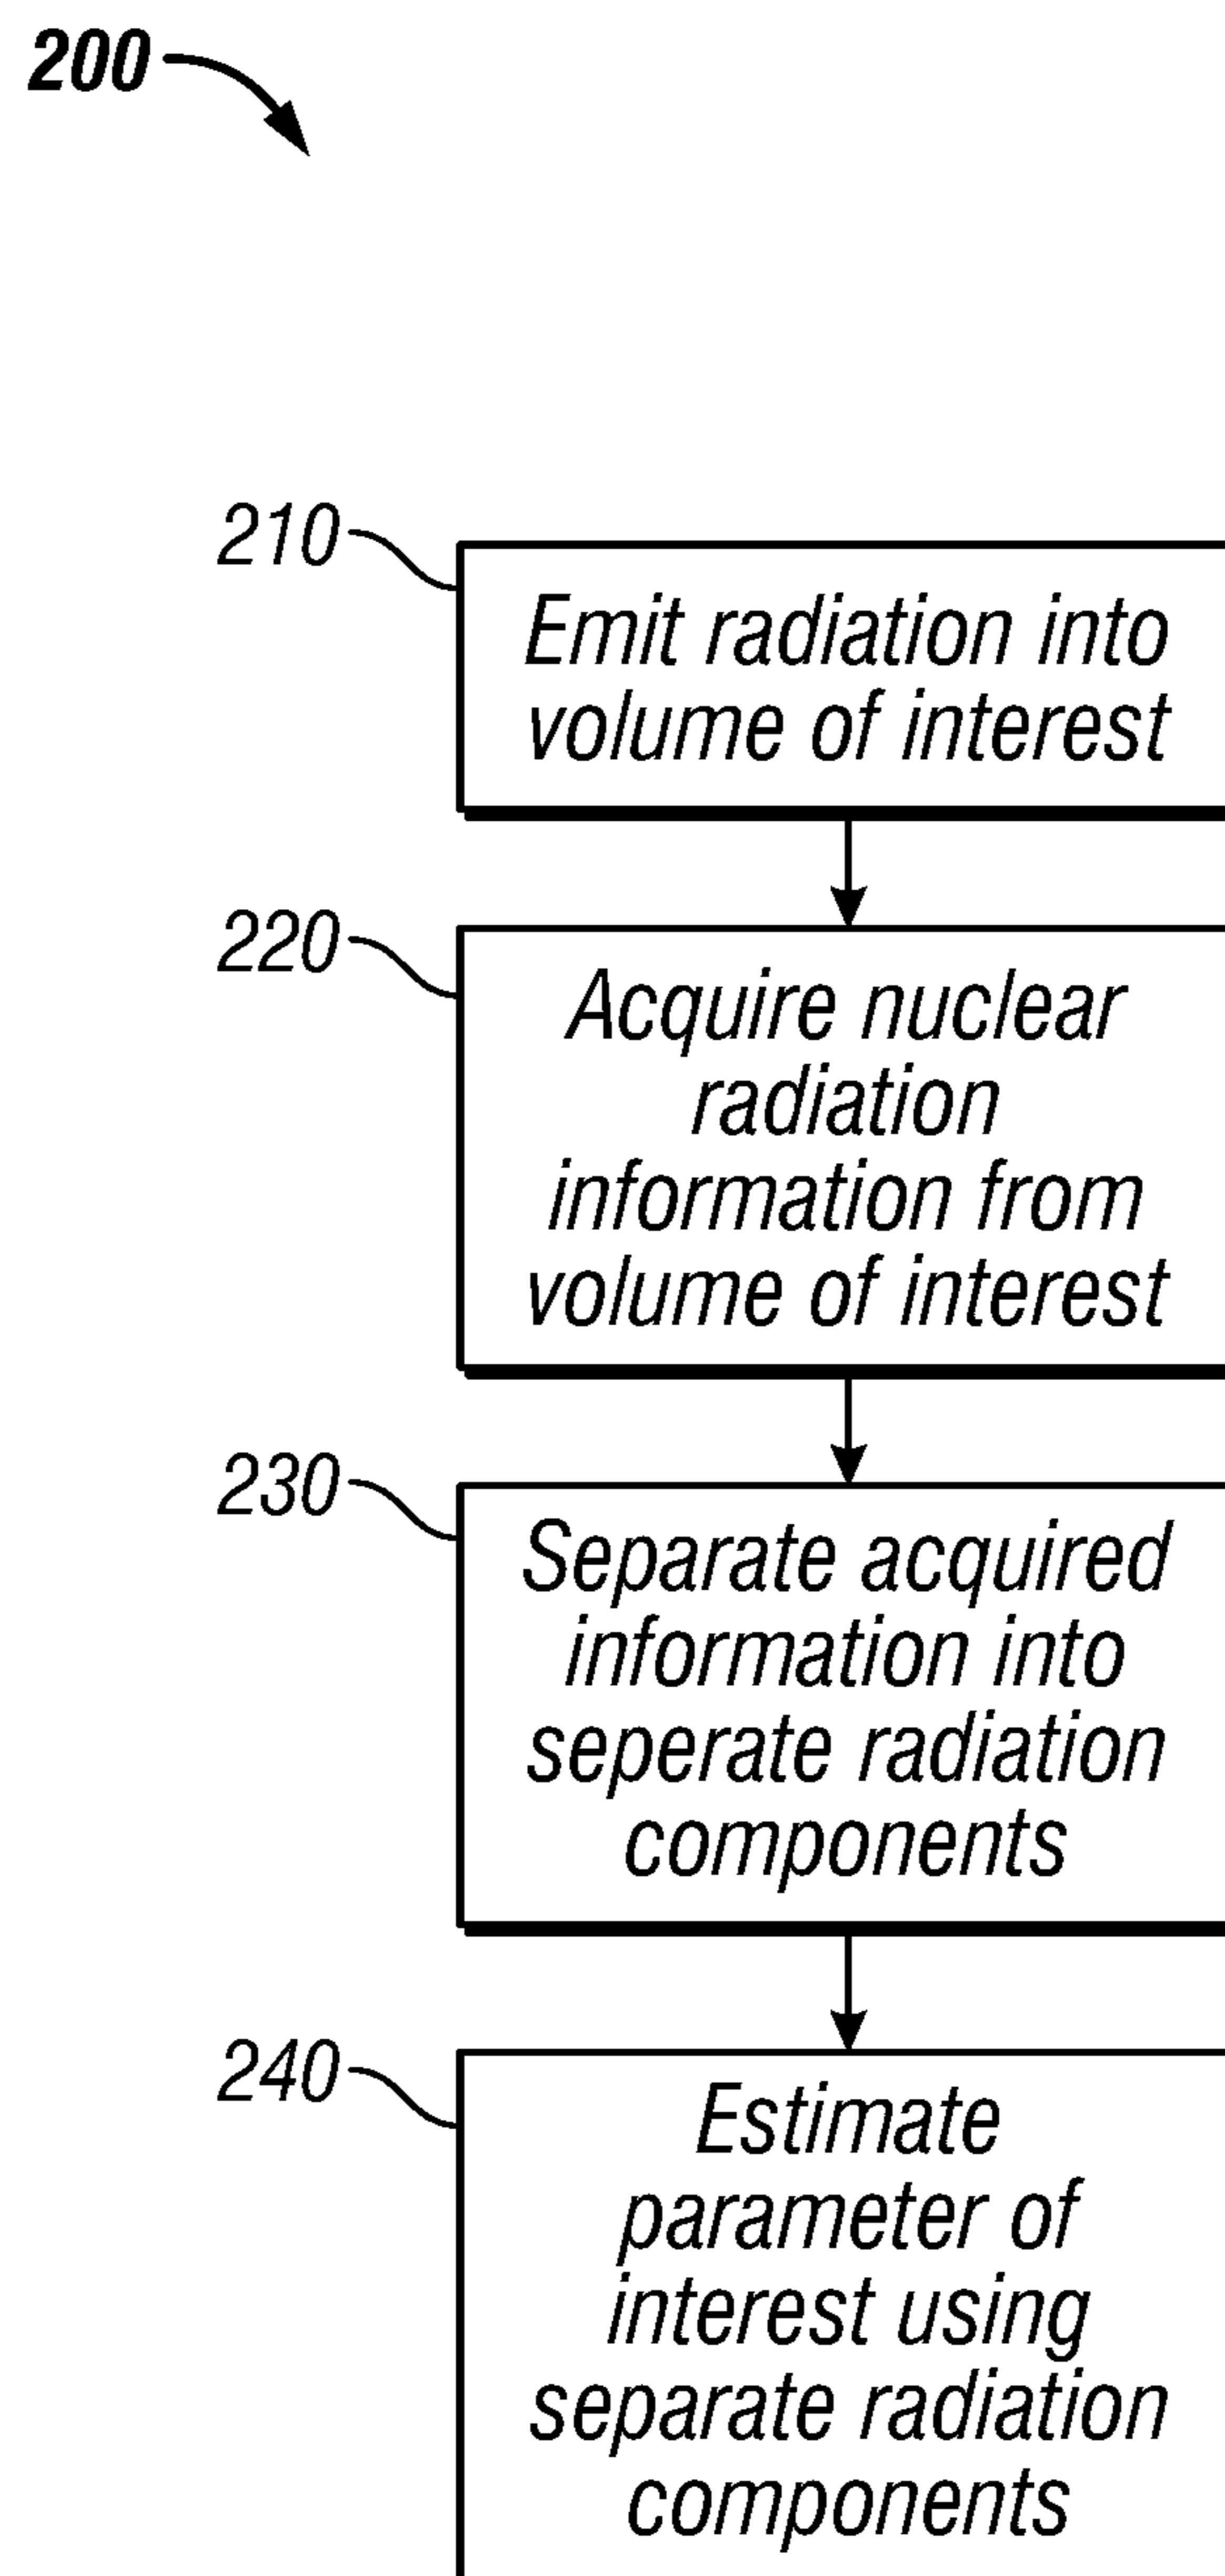 200
210
Emit radiation into
volume of interest
220
Acquire nuclear
radiation
information from
volume of interest
230
Separate acquired
information into
seperate radiation
components
240
Estimate
parameter of
interest using
separate radiation
components